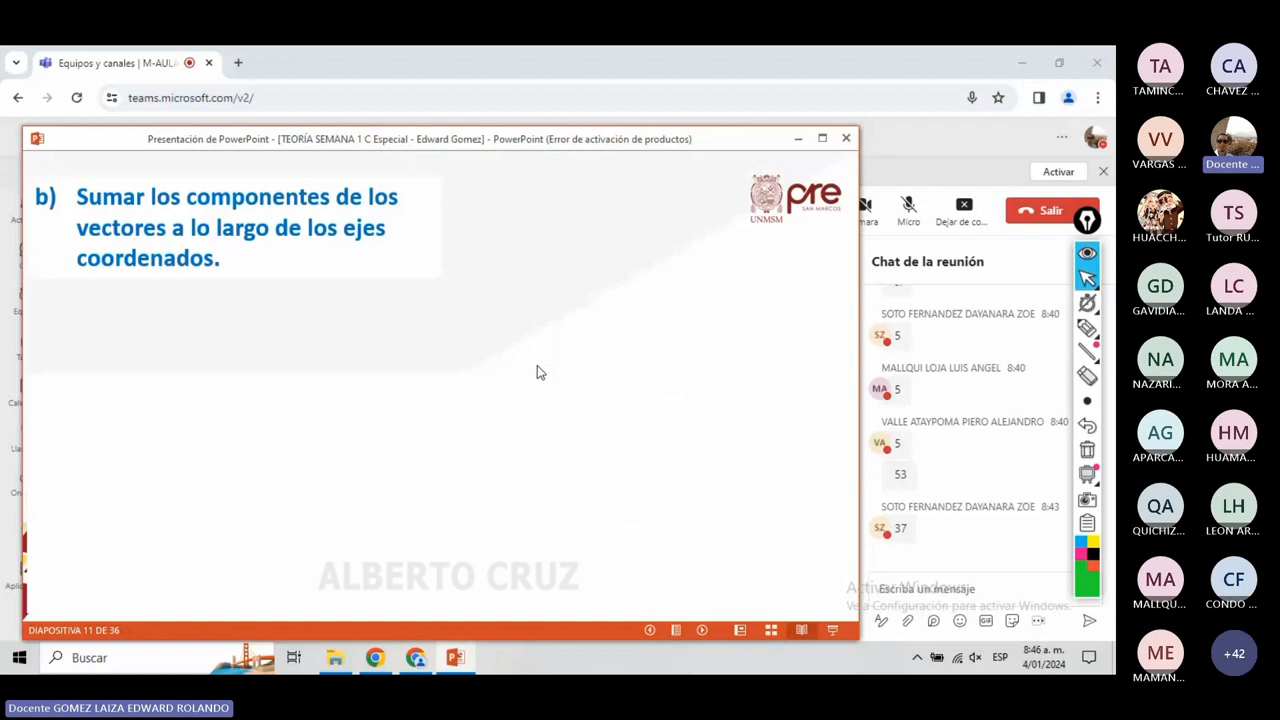 Equipos y canales | M-AULA
teams.microsoft.com/v2/
Presentación de PowerPoint - [TEORÍA SEMANA 1 C Especial - Edward Gomez] - PowerPoint (Error de activación de productos)
b) Sumar los componentes de los
vectores a lo largo de los ejes
coordenados.
UNMSM
pre
SAN MARCOS
ALBERTO CRUZ
DIAPOSITIVA 11 DE 36
Activar
mara
Micro
Dejar de co...
Salir
Chat de la reunión
SOTO FERNANDEZ DAYANARA ZOE 8:40
SZ 5
MALLQUI LOJA LUIS ANGEL 8:40
MA 5
VALLE ATAYPOMA PIERO ALEJANDRO 8:40
VA 5
53
SOTO FERNANDEZ DAYANARA ZOE 8:43
SZ 37
Activar Windows
Escriba un mensaje
Ve a Configuración para activar Windows.
GIF
Buscar
ESP
8:46 a. m.
4/01/2024
TA
TAMINC...
CA
CHAVEZ ...
VV
VARGAS ...
Docente ...
HUACCH...
TS
Tutor RU...
GD
GAVIDIA...
LC
LANDA ...
NA
NAZARI...
MA
MORA A...
AG
APARCA...
HM
HUAMA...
QA
QUICHIZ...
LH
LEON AR...
MA
MALLQU...
CF
CONDO ...
ME
MAMAN...
+42
Docente GOMEZ LAIZA EDWARD ROLANDO